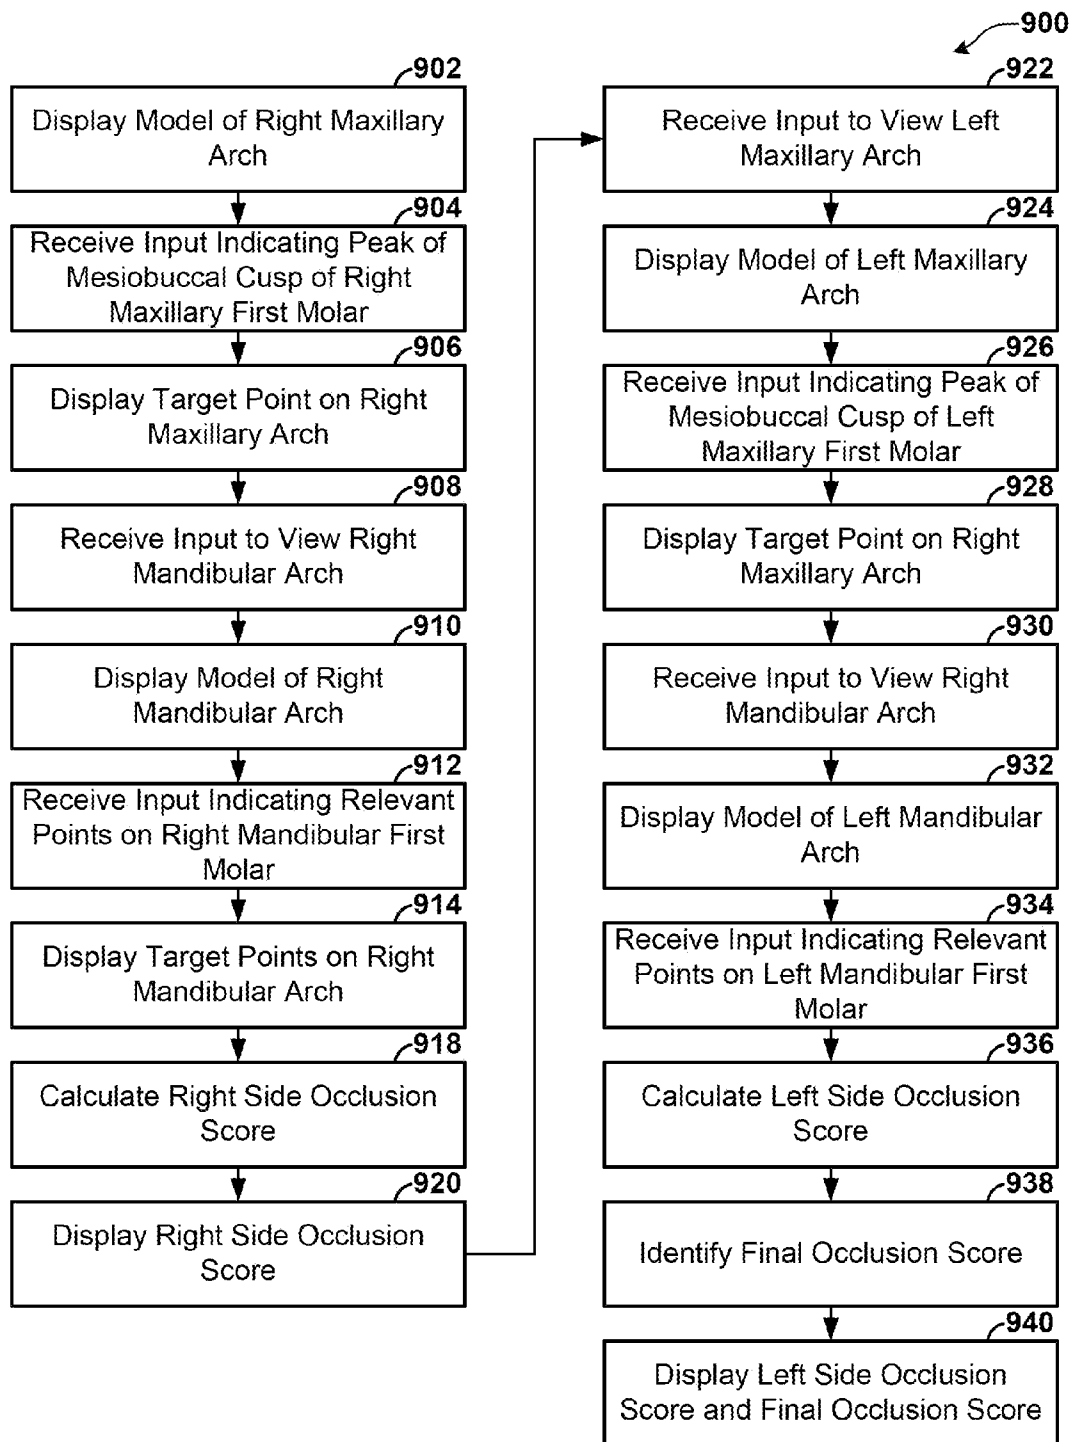 900
902
Display Model of Right Maxillary
Arch
904
Receive Input Indicating Peak of
Mesiobuccal Cusp of Right
Maxillary First Molar
906
Display Target Point on Right
Maxillary Arch
908
Receive Input to View Right
Mandibular Arch
910
Display Model of Right
Mandibular Arch
912
Receive Input Indicating Relevant
Points on Right Mandibular First
Molar
914
Display Target Points on Right
Mandibular Arch
918
Calculate Right Side Occlusion
Score
920
Display Right Side Occlusion
Score
922
Receive Input to View Left
Maxillary Arch
924
Display Model of Left Maxillary
Arch
926
Receive Input Indicating Peak of
Mesiobuccal Cusp of Left
Maxillary First Molar
928
Display Target Point on Right
Maxillary Arch
930
Receive Input to View Right
Mandibular Arch
932
Display Model of Left Mandibular
Arch
934
Receive Input Indicating Relevant
Points on Left Mandibular First
Molar
936
Calculate Left Side Occlusion
Score
938
Identify Final Occlusion Score
940
Display Left Side Occlusion
Score and Final Occlusion Score